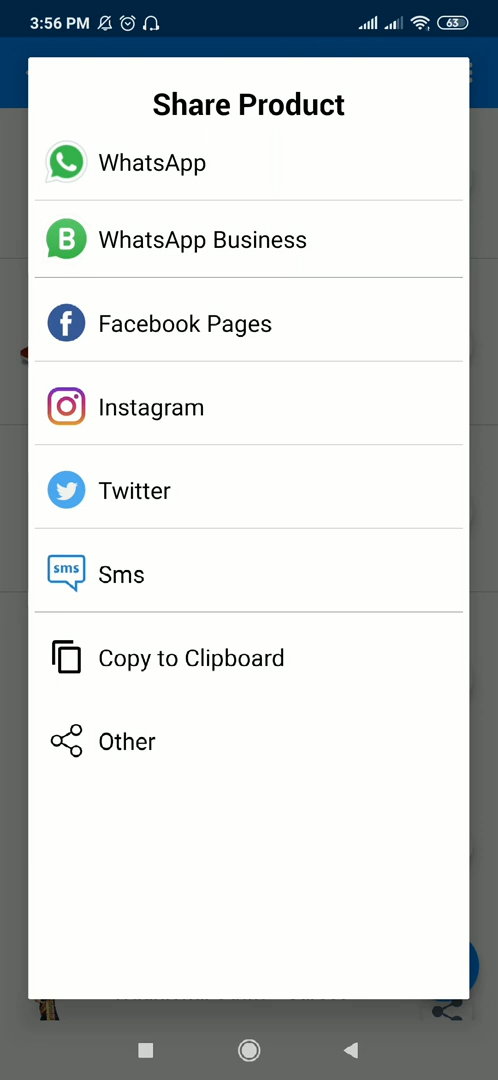 3:56 PM 63
Share Product
WhatsApp
B WhatsApp Business
f Facebook Pages
Instagram
Twitter
sms Sms
Copy to Clipboard
Other